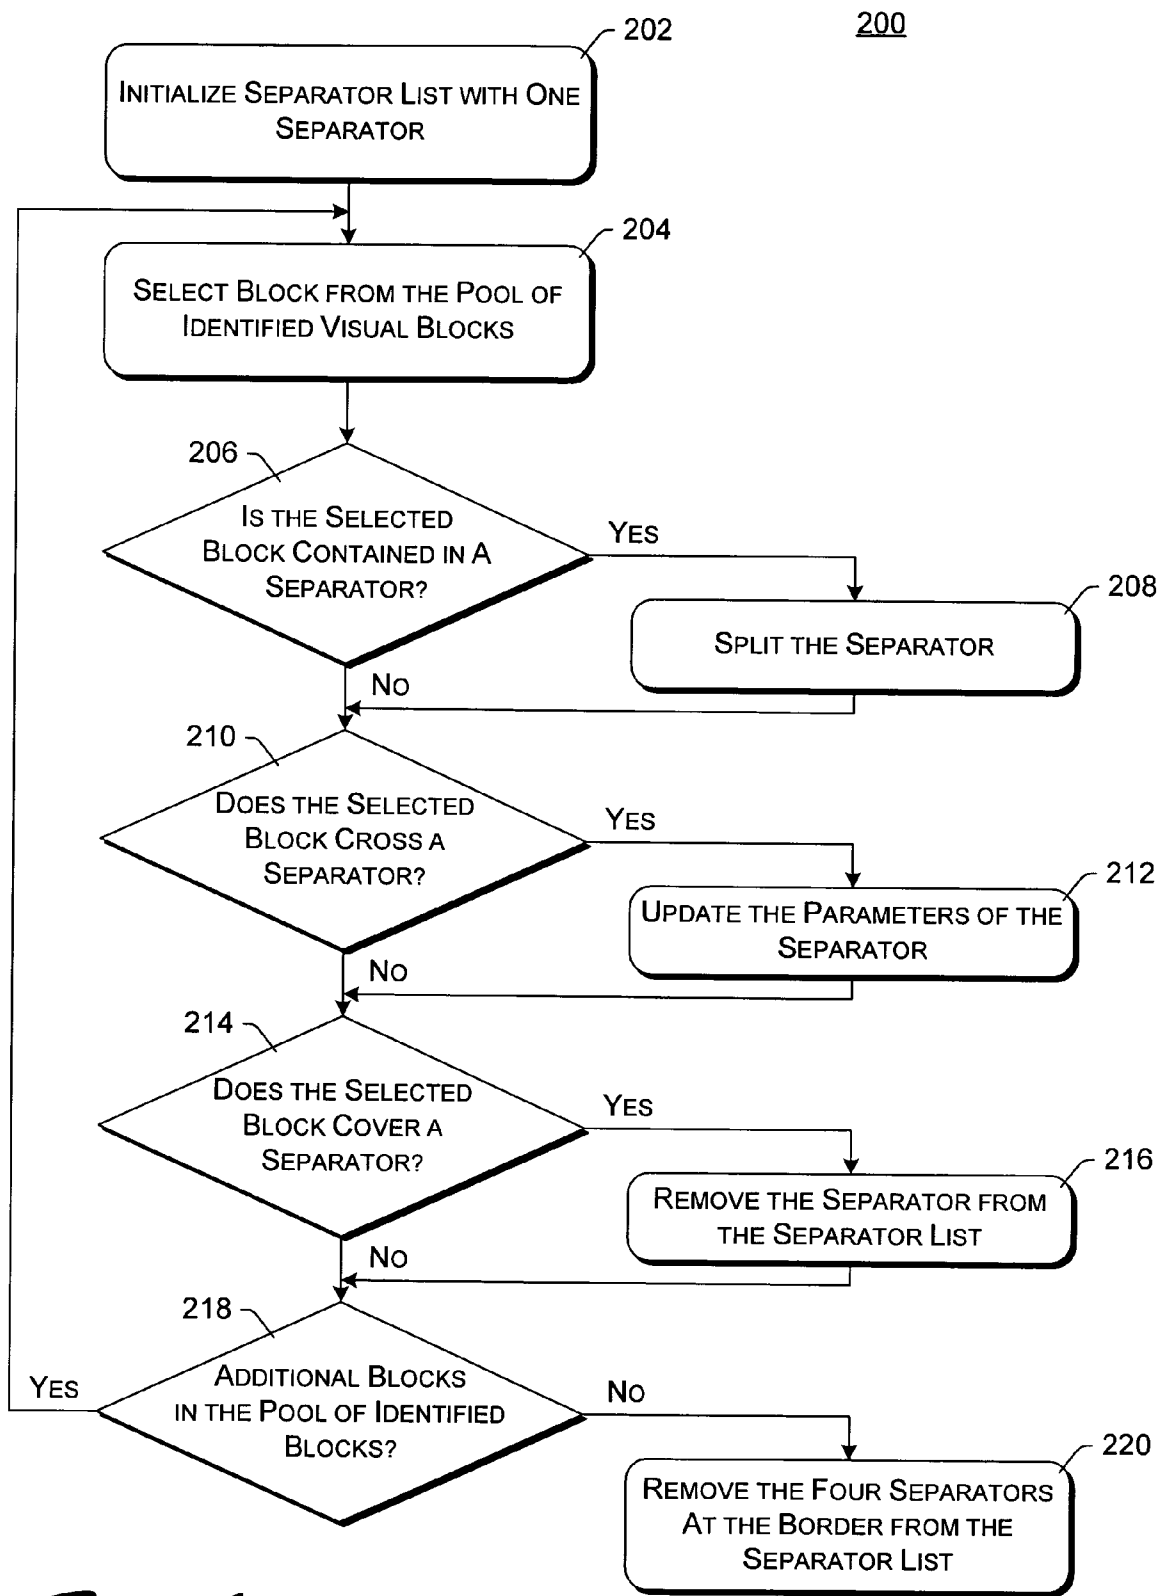 200
202
INITIALIZE SEPARATOR LIST WITH ONE
SEPARATOR
204
SELECT BLOCK FROM THE POOL OF
IDENTIFIED VISUAL BLOCKS
206
IS THE SELECTED
BLOCK CONTAINED IN A
SEPARATOR?
YES
208
SPLIT THE SEPARATOR
NO
210
DOES THE SELECTED
BLOCK CROSS A
SEPARATOR?
YES
212
UPDATE THE PARAMETERS OF THE
SEPARATOR
NO
214
DOES THE SELECTED
BLOCK COVER A
SEPARATOR?
YES
216
REMOVE THE SEPARATOR FROM
THE SEPARATOR LIST
NO
218
ADDITIONAL BLOCKS
IN THE POOL OF IDENTIFIED
BLOCKS?
YES
NO
220
REMOVE THE FOUR SEPARATORS
AT THE BORDER FROM THE
SEPARATOR LIST